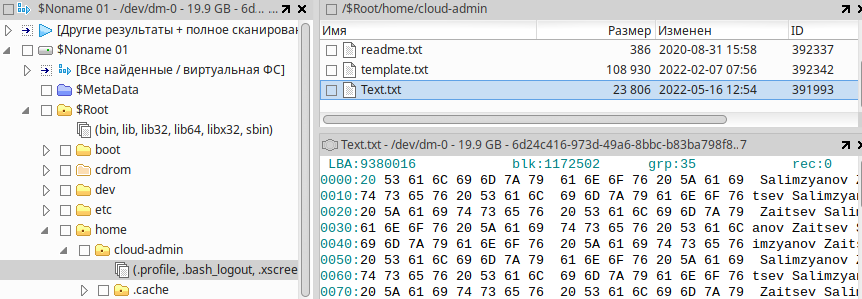 $Noname 01 - /dev/dm-0 - 19.9 GB - 6d...
[Другие результаты + полное сканирован
$Noname 01
[Все найденные / виртуальная ФС]
$MetaData
$Root
(bin, lib, lib32, lib64, libx32, sbin)
boot
cdrom
dev
etc
home
cloud-admin
(.profile, .bash_logout, .xscree
.cache
/$Root/home/cloud-admin
Имя Размер Изменен ID
readme.txt 386 2020-08-31 15:58 392337
template.txt 108 930 2022-02-07 07:56 392342
Text.txt 23 806 2022-05-16 12:54 391993
Text.txt - /dev/dm-0 - 19.9 GB - 6d24c416-973d-49a6-8bbc-b83ba798f8..7
LBA:9380016 blk:1172502 grp:35 rec:0
0000:20 53 61 6C 69 6D 7A 79 61 6E 6F 76 20 5A 61 69 Salimzyanov Z
0010:74 73 65 76 20 53 61 6C 69 6D 7A 79 61 6E 6F 76 tsev Salimzyanov
0020:20 5A 61 69 74 73 65 76 20 53 61 6C 69 6D 7A 79 Zaitsev Salim
0030:61 6E 6F 76 20 5A 61 69 74 73 65 76 20 53 61 6C anov Zaitsev S
0040:69 6D 7A 79 61 6E 6F 76 20 5A 61 69 74 73 65 76 imzyanov Zaits
0050:20 53 61 6C 69 6D 7A 79 61 6E 6F 76 20 5A 61 69 Salimzyanov Z
0060:74 73 65 76 20 53 61 6C 69 6D 7A 79 61 6E 6F 76 tsev Salimzyan
0070:20 5A 61 69 74 73 65 76 20 53 61 6C 69 6D 7A 79 Zaitsev Salim